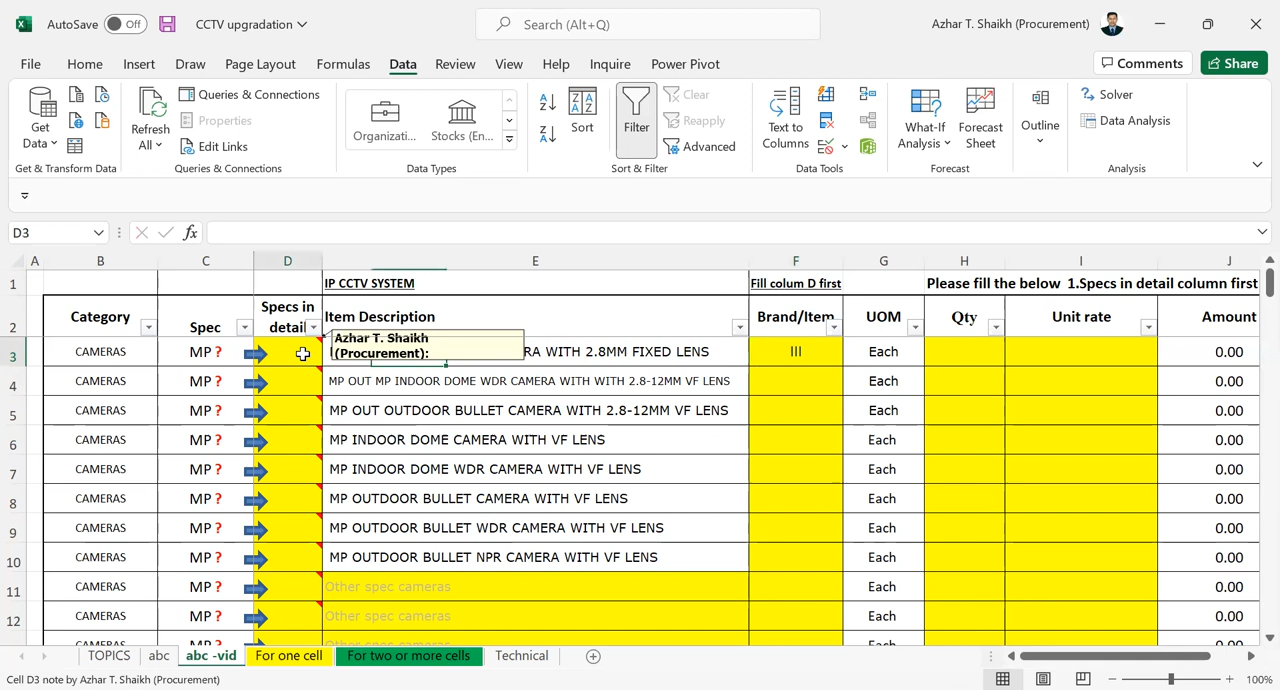 AutoSave Off CCTV upgradation Search (Alt+Q) Azhar T. Shaikh (Procurement)
File Home Insert Draw Page Layout Formulas Data Review View Help Inquire Power Pivot Comments Share
Get Data
Refresh All
Queries & Connections
Properties
Edit Links
Organizati... Stocks (En...
Sort
Filter
Clear
Reapply
Advanced
Text to Columns
What-If Analysis
Forecast Sheet
Outline
Solver
Data Analysis
Get & Transform Data Queries & Connections Data Types Sort & Filter Data Tools Forecast Analysis
D3 fx
A B C D E F G H I J
1 IP CCTV SYSTEM Fill colum D first Please fill the below 1.Specs in detail column first
2 Category Spec Specs in detail Item Description Brand/Item UOM Qty Unit rate Amount
Azhar T. Shaikh
(Procurement):
3 CAMERAS MP ? RA WITH 2.8MM FIXED LENS III Each 0.00
4 CAMERAS MP ? MP OUT MP INDOOR DOME WDR CAMERA WITH WITH 2.8-12MM VF LENS Each 0.00
5 CAMERAS MP ? MP OUT OUTDOOR BULLET CAMERA WITH 2.8-12MM VF LENS Each 0.00
6 CAMERAS MP ? MP INDOOR DOME CAMERA WITH VF LENS Each 0.00
7 CAMERAS MP ? MP INDOOR DOME WDR CAMERA WITH VF LENS Each 0.00
8 CAMERAS MP ? MP OUTDOOR BULLET CAMERA WITH VF LENS Each 0.00
9 CAMERAS MP ? MP OUTDOOR BULLET WDR CAMERA WITH VF LENS Each 0.00
10 CAMERAS MP ? MP OUTDOOR BULLET NPR CAMERA WITH VF LENS Each 0.00
11 CAMERAS MP ? Other spec cameras Each 0.00
12 CAMERAS MP ? Other spec cameras Each 0.00
CAMERAS MP ? Other spec cameras Each 0.00
TOPICS abc abc -vid For one cell For two or more cells Technical
Cell D3 note by Azhar T. Shaikh (Procurement) 100%